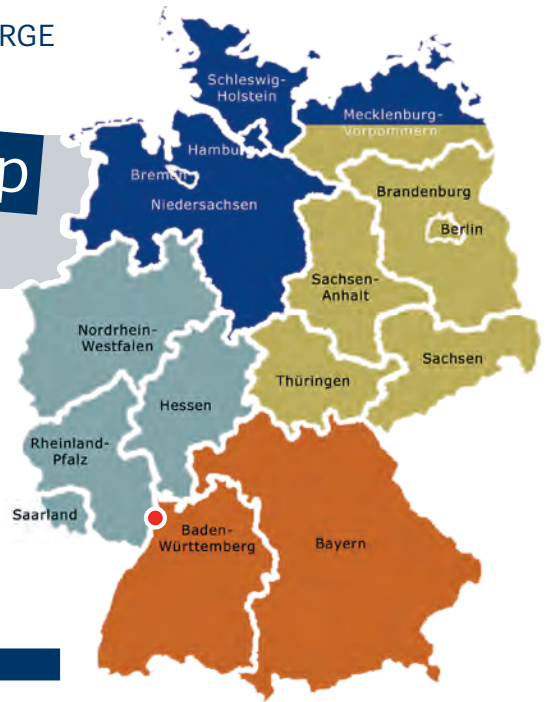 RGE
p
Schleswig-
Holstein
Mecklenburg-
Vorpommern
Hamburg
Bremen
Niedersachsen
Brandenburg
Berlin
Sachsen-
Anhalt
Nordrhein-
Westfalen
Sachsen
Thüringen
Hessen
Rheinland-
Pfalz
Saarland
Baden-
Württemberg
Bayern